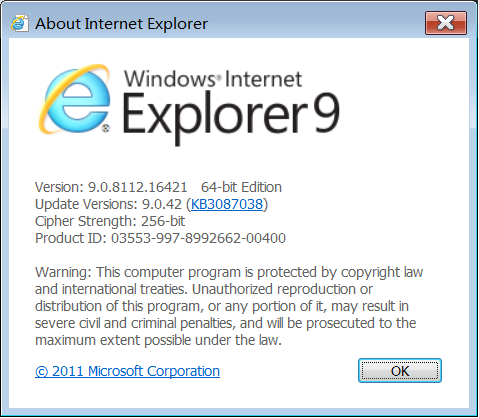 About Internet Explorer
Windows® Internet
Explorer 9
Version: 9.0.8112.16421 64-bit Edition
Update Versions: 9.0.42 (KB3087038)
Cipher Strength: 256-bit
Product ID: 03553-997-8992662-00400
Warning: This computer program is protected by copyright law
and international treaties. Unauthorized reproduction or
distribution of this program, or any portion of it, may result in
severe civil and criminal penalties, and will be prosecuted to the
maximum extent possible under the law.
© 2011 Microsoft Corporation
OK